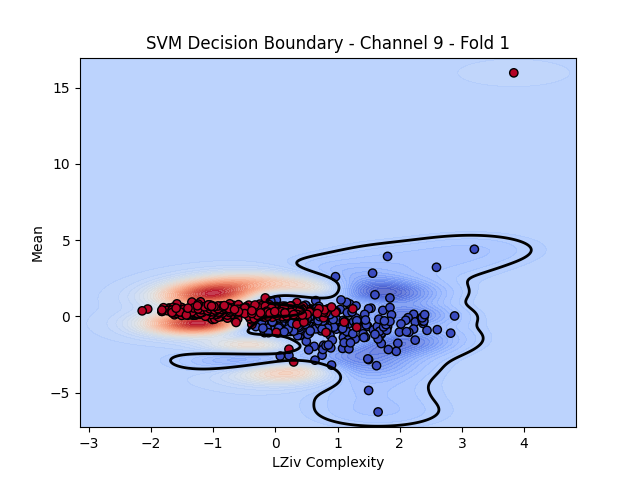 SVM Decision Boundary - Channel 9 - Fold 1
15
10
5
0
−5
Mean
−3 −2 −1 0 1 2 3 4
LZiv Complexity